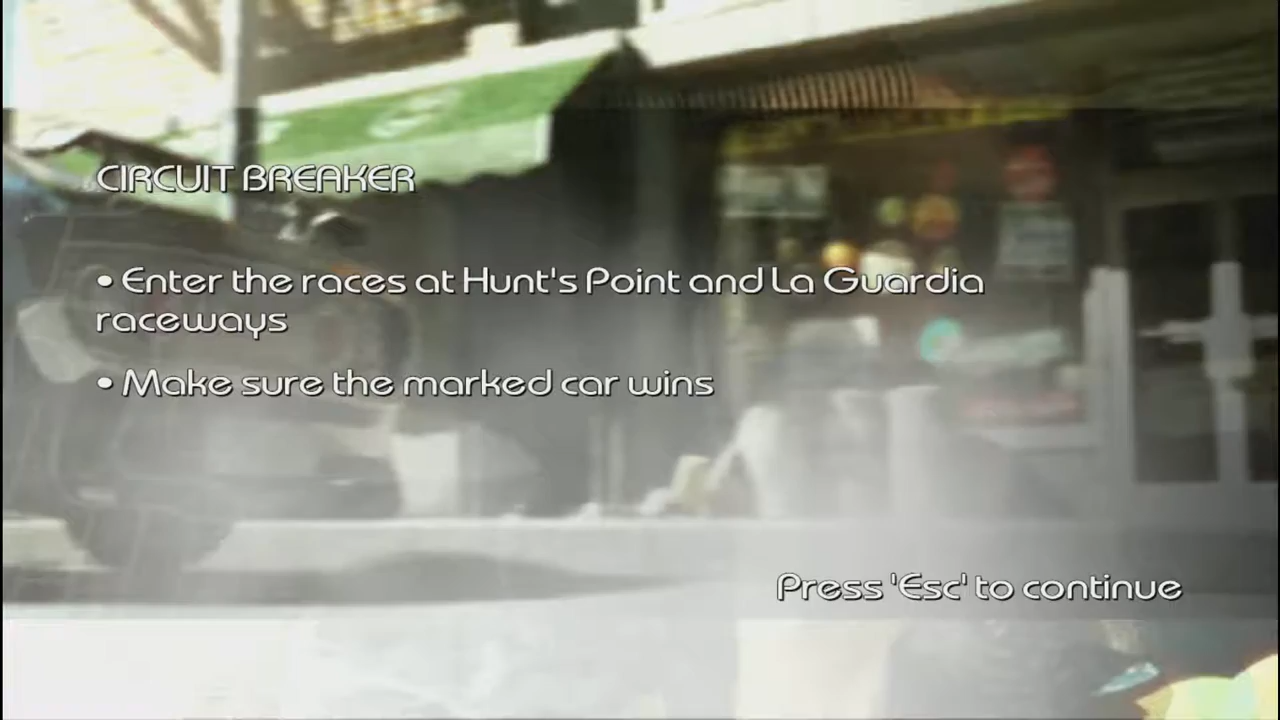 CIRCUIT BREAKER
• Enter the races at Hunt's Point and La Guardia
raceways
• Make sure the marked car wins
Press 'Esc' to continue